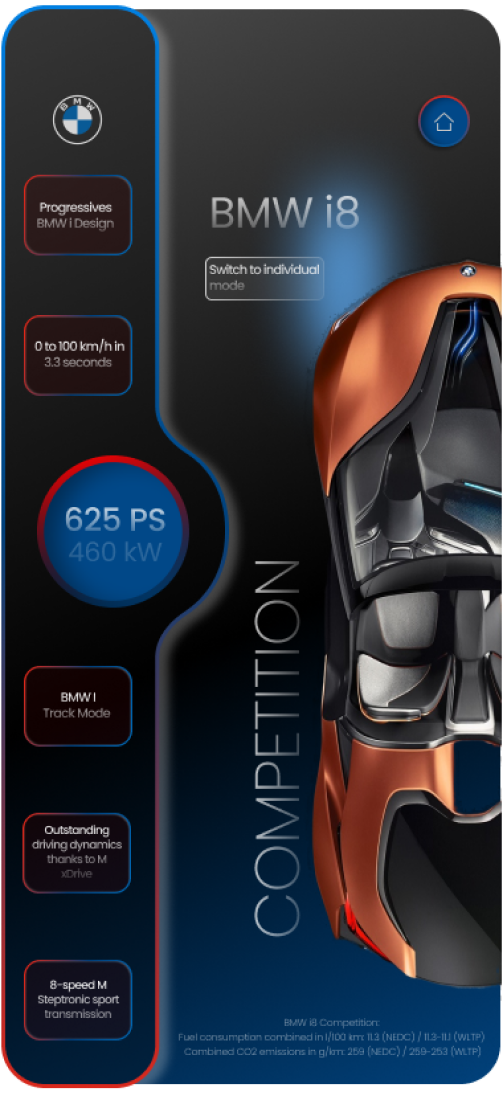 BMW
Progressives
BMW i Design
0 to 100 km/h in
3.3 seconds
625 PS
460 kW
BMW I
Track Mode
Outstanding
driving dynamics
thanks to M
xDrive
8-speed M
Steptronic sport
transmission
BMW i8
Switch to individual
mode
COMPETITION
BMW i8 Competition:
Fuel consumption combined in l/100 km: 11.3 (NEDC) / 11.3-11.1 (WLTP)
Combined CO2 emissions in g/km: 259 (NEDC) / 259-253 (WLTP)